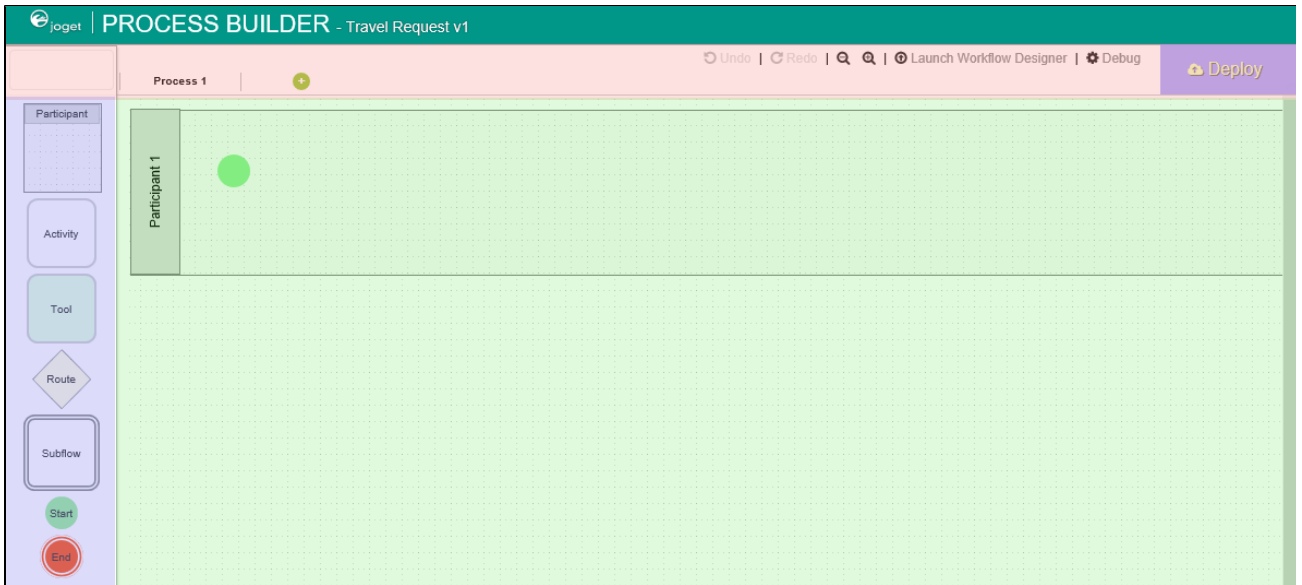 joget | PROCESS BUILDER - Travel Request v1
Undo | Redo | | Launch Workflow Designer | Debug
Deploy
Process 1
Participant
Participant 1
Activity
Tool
Route
Subflow
Start
End